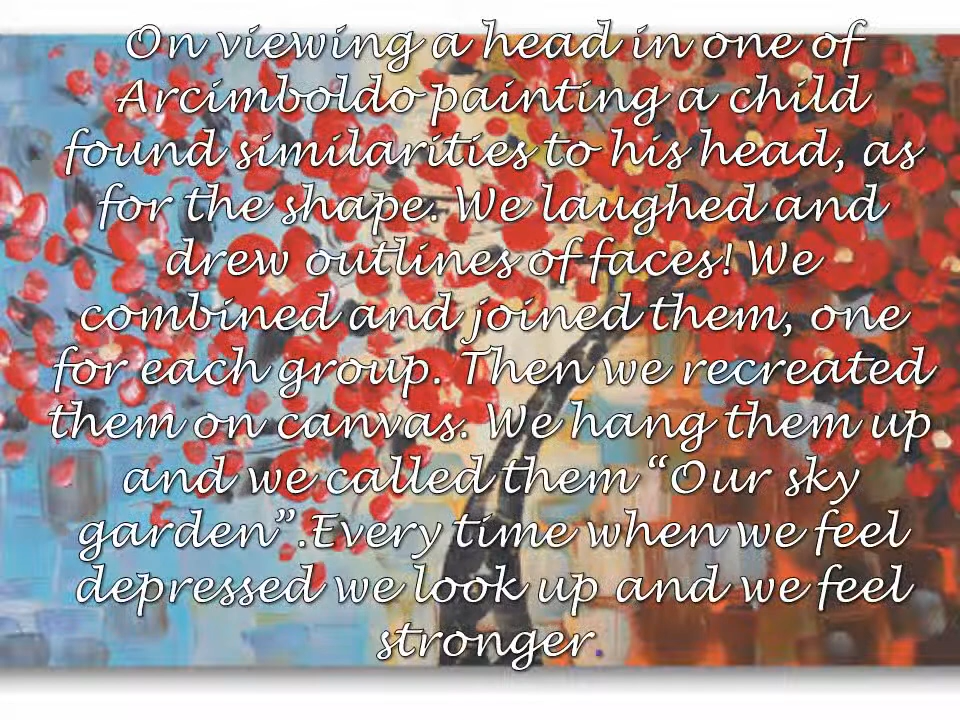 On viewing a head in one of
Arcimboldo painting a child
found similarities to his head, as
for the shape. We laughed and
drew outlines of faces! We
combined and joined them, one
for each group. Then we recreated
them on canvas. We hang them up
and we called them “Our sky
garden”.Every time when we feel
depressed we look up and we feel
stronger.